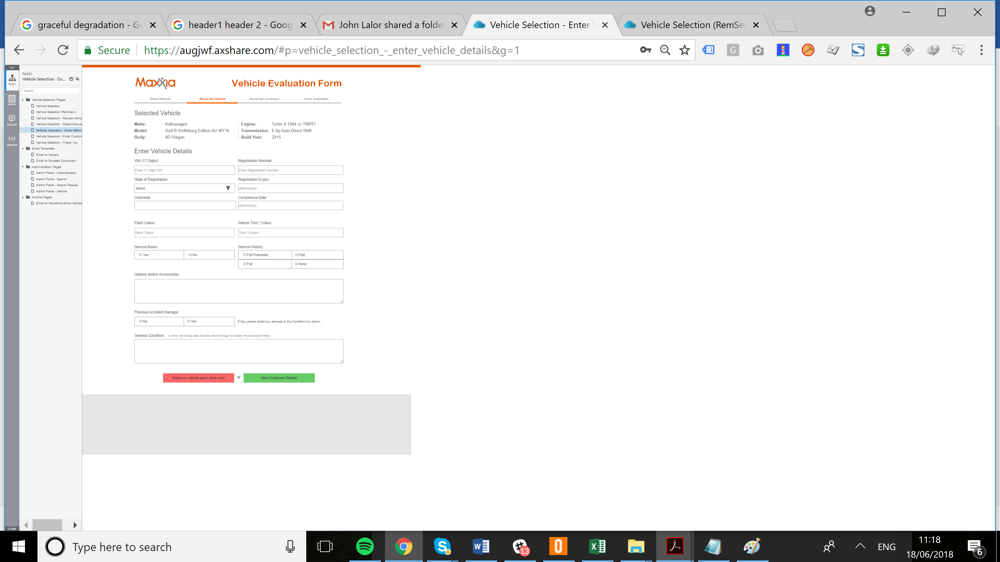 graceful degradation - Go
header1 header 2 - Goog
John Lalor shared a folde
Vehicle Selection - Enter V
Vehicle Selection (RemSe
Secure https://augjwf.axshare.com/#p=vehicle_selection_-_enter_vehicle_details&g=1
PAGES
Vehicle Selection - En...
Search
PAGES
NOTES
DISCUSS
(x)
CONSOLE
CLOSE
Vehicle Selection Pages
Vehicle Selection
Vehicle Selection (RemServ)
Vehicle Selection - Review Vehic
Vehicle Selection - Select Manua
Vehicle Selection - Enter Vehic
Vehicle Selection - Enter Custom
Vehicle Selection - Thank You
Email Templates
Email to Valuers
Email to Novated Consultant
Administration Pages
Admin Panel - Administration
Admin Panel - Search
Admin Panel - Search Results
Admin Panel - Vehicle
Archive Pages
Email to Valuations Email Addres
Maxxia
Vehicle Evaluation Form
Select Vehicle About the Vehicle About the Customer Form Submitted
Selected Vehicle
Make: Volkswagen Engine: Turbo 4 1984 cc TMPFI
Model: Golf R Wolfsburg Edition AU MY16 Transmission: 6 Sp Auto Direct Shift
Body: 4D Wagon Build Year: 2015
Enter Vehicle Details
VIN (17 Digits): Registration Number:
Enter 17 Digit VIN Enter Registration Number
State of Registration: Registration Expiry:
Select... dd/mm/yyyy
Odometer: Compliance Date:
dd/mm/yyyy
Paint Colour: Interior Trim / Colour:
Paint Colour Trim / Colour
Service Books Service History
Yes No Full Franchise Part
Full None
Options and/or Accessories:
Previous Accident Damage:
No Yes If Yes, please detail any damage in the Condition box below...
General Condition: ie. Dents, Hail Damage, Body Scratches, Interior Damage, Tyre Depths, Previous Accident History
Select my vehicle again (start over) or Next (Customer Details)
Type here to search
13
ENG
11:18
18/06/2018
6